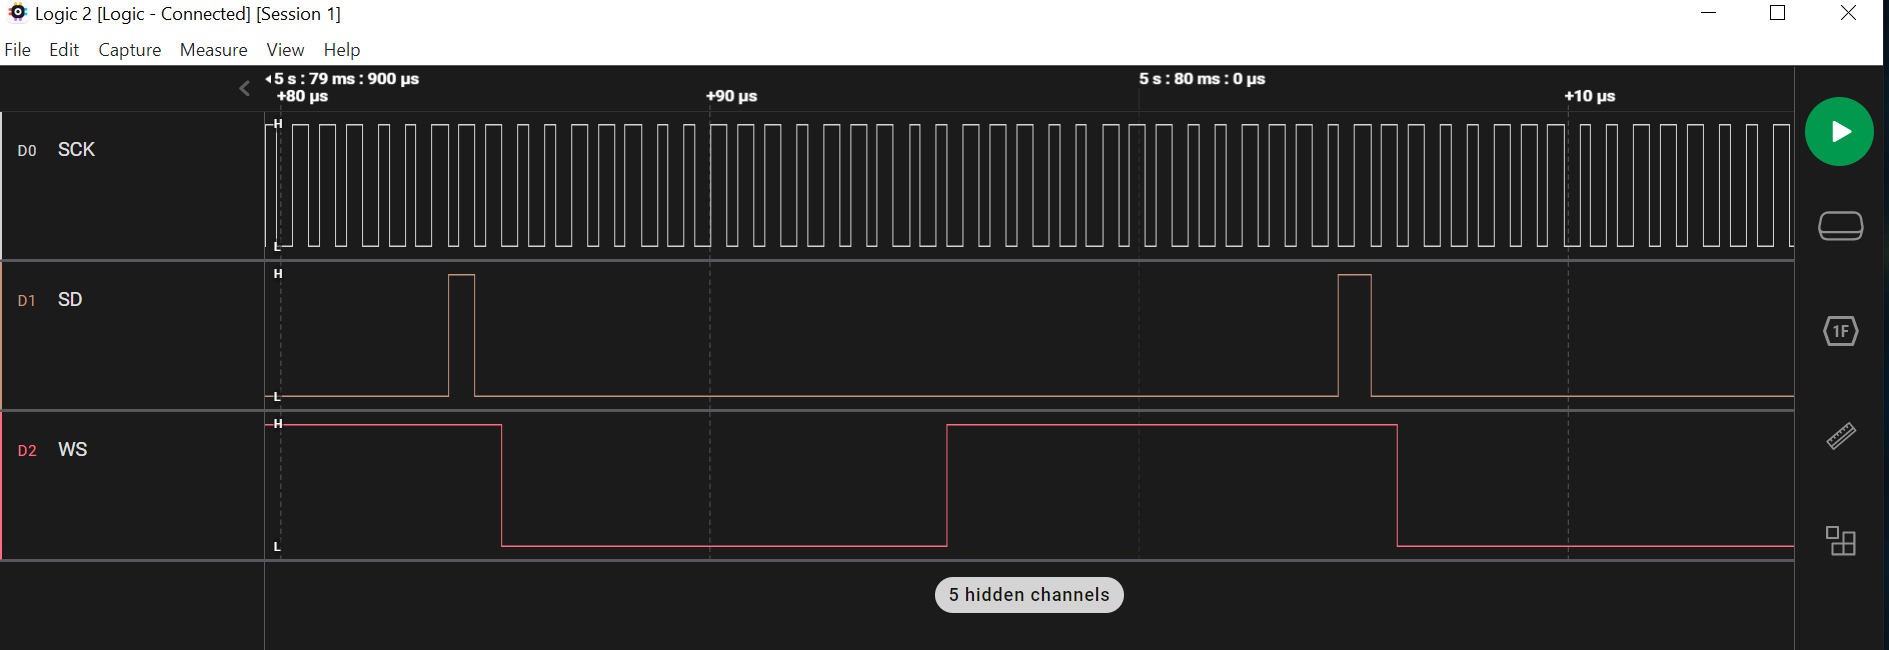 Logic 2 [Logic - Connected] [Session 1]
File Edit Capture Measure View Help
5 s : 79 ms : 900 µs
5 s : 80 ms : 0 µs
+80 µs
+90 µs
+10 µs
D0 SCK
H
L
D1 SD
H
L
D2 WS
H
L
1F
5 hidden channels